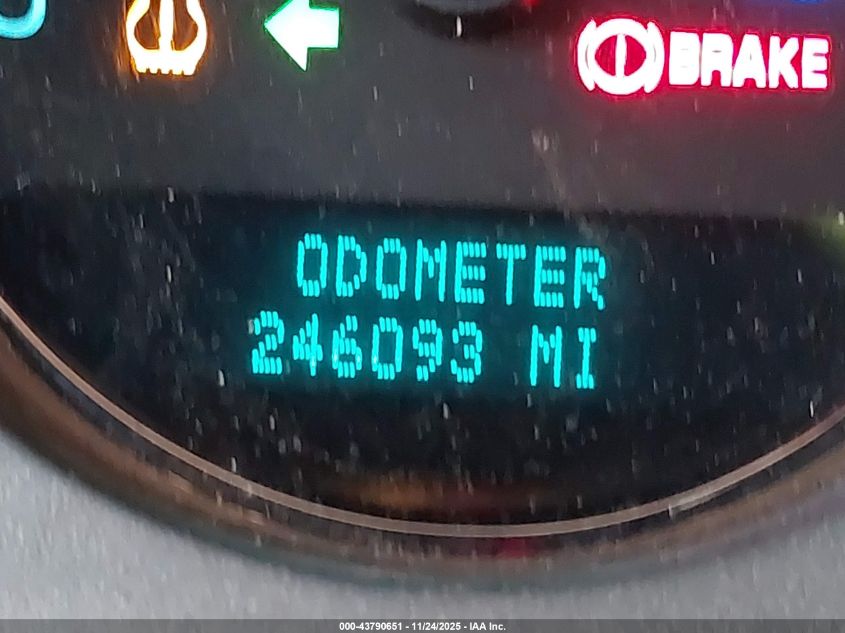 BRAKE
ODOMETER
246093 MI
000-43790651 - 11/24/2025 - IAA Inc.